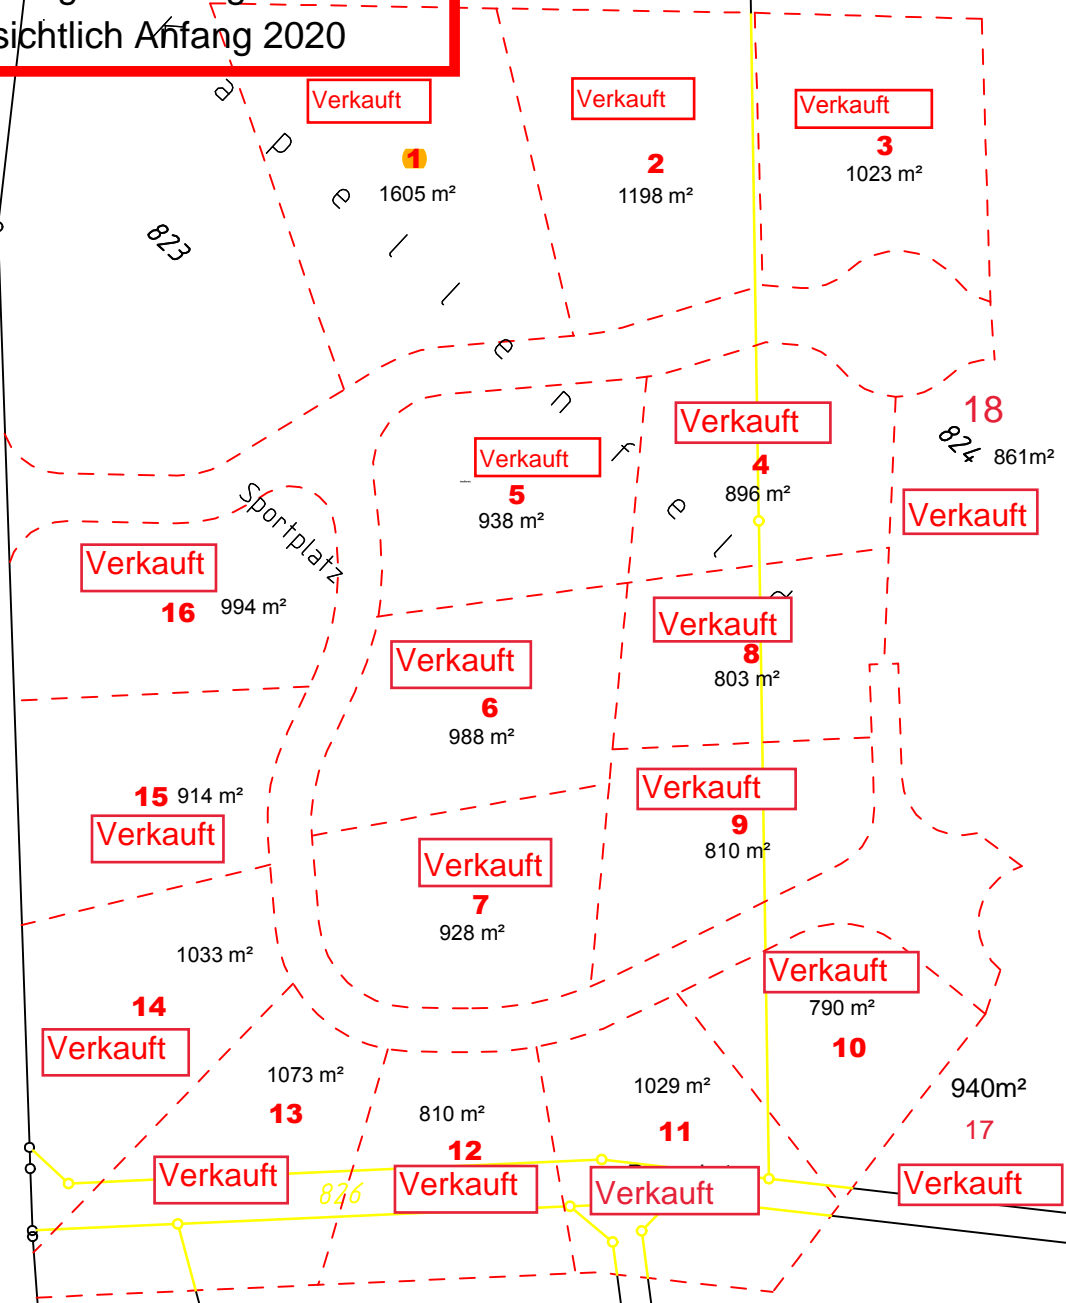 sichtlich Anfang 2020
Kapellenfeld
Verkauft
1
1605 m²
Verkauft
2
1198 m²
Verkauft
3
1023 m²
823
Verkauft
4
896 m²
18
824
861m²
Verkauft
Verkauft
5
938 m²
Sportplatz
Verkauft
16
994 m²
Verkauft
8
803 m²
Verkauft
6
988 m²
15
914 m²
Verkauft
Verkauft
9
810 m²
Verkauft
7
928 m²
1033 m²
14
Verkauft
Verkauft
790 m²
10
1073 m²
13
Verkauft
810 m²
12
Verkauft
1029 m²
11
Verkauft
940m²
17
Verkauft
826